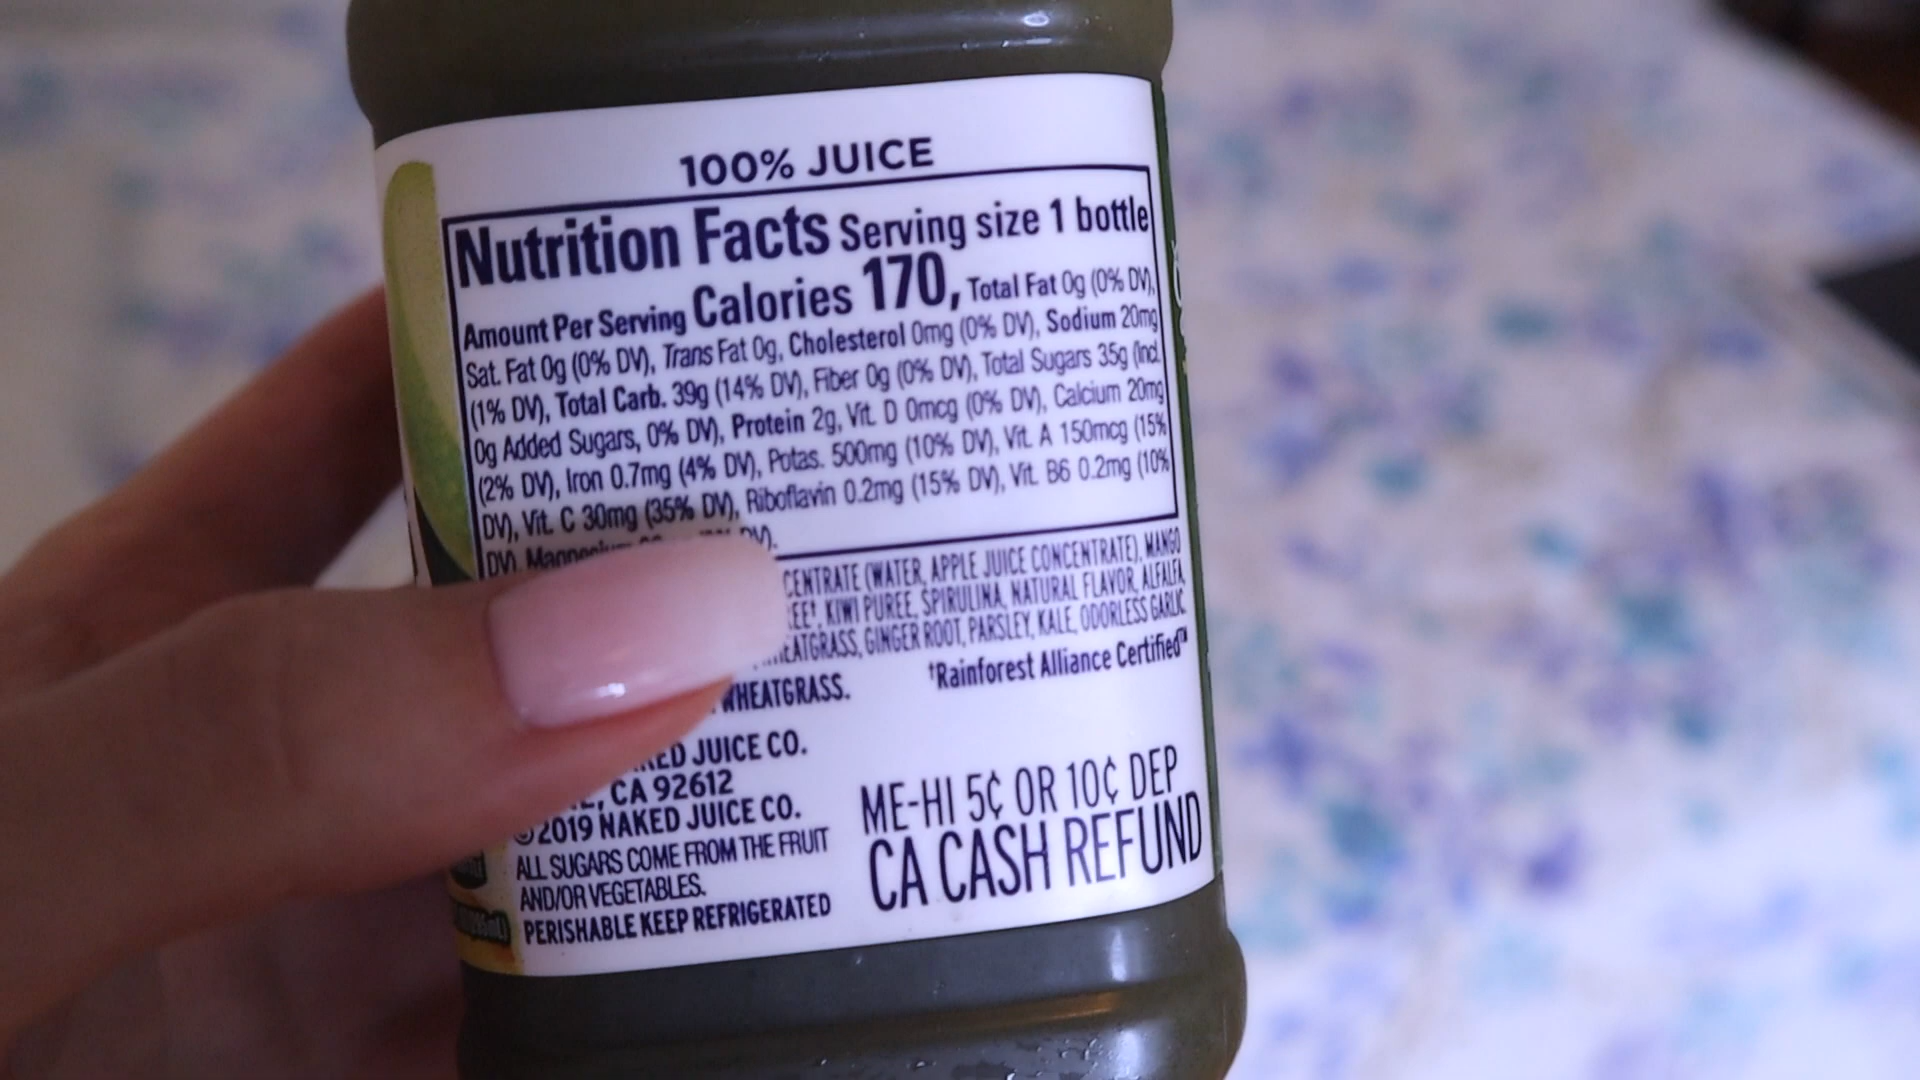 100% JUICE
Nutrition Facts Serving size 1 bottle
Amount Per Serving Calories 170, Total Fat 0g (0% DV),
Sat. Fat 0g (0% DV), Trans Fat 0g, Cholesterol 0mg (0% DV), Sodium 20mg
(1% DV), Total Carb. 39g (14% DV), Fiber 0g (0% DV), Total Sugars 35g (Incl.
0g Added Sugars, 0% DV), Protein 2g, Vit. D 0mcg (0% DV), Calcium 20mg
(2% DV), Iron 0.7mg (4% DV), Potas. 500mg (10% DV), Vit. A 150mcg (15%
DV), Vit. C 30mg (35% DV), Riboflavin 0.2mg (15% DV), Vit. B6 0.2mg (10%
DV), Magnesium DV).
(WATER, APPLE JUICE CONCENTRATE), MANGO
KIWI PUREE, SPIRULINA, NATURAL FLAVOR, ALFALFA,
GINGER ROOT, PARSLEY, KALE, ODORLESS GARLIC
†Rainforest Alliance Certified™
WHEATGRASS.
JUICE CO.
CA 92612
©2019 NAKED JUICE CO.
ALL SUGARS COME FROM THE FRUIT
AND/OR VEGETABLES.
PERISHABLE KEEP REFRIGERATED
ME-HI 5¢ OR 10¢ DEP
CA CASH REFUND